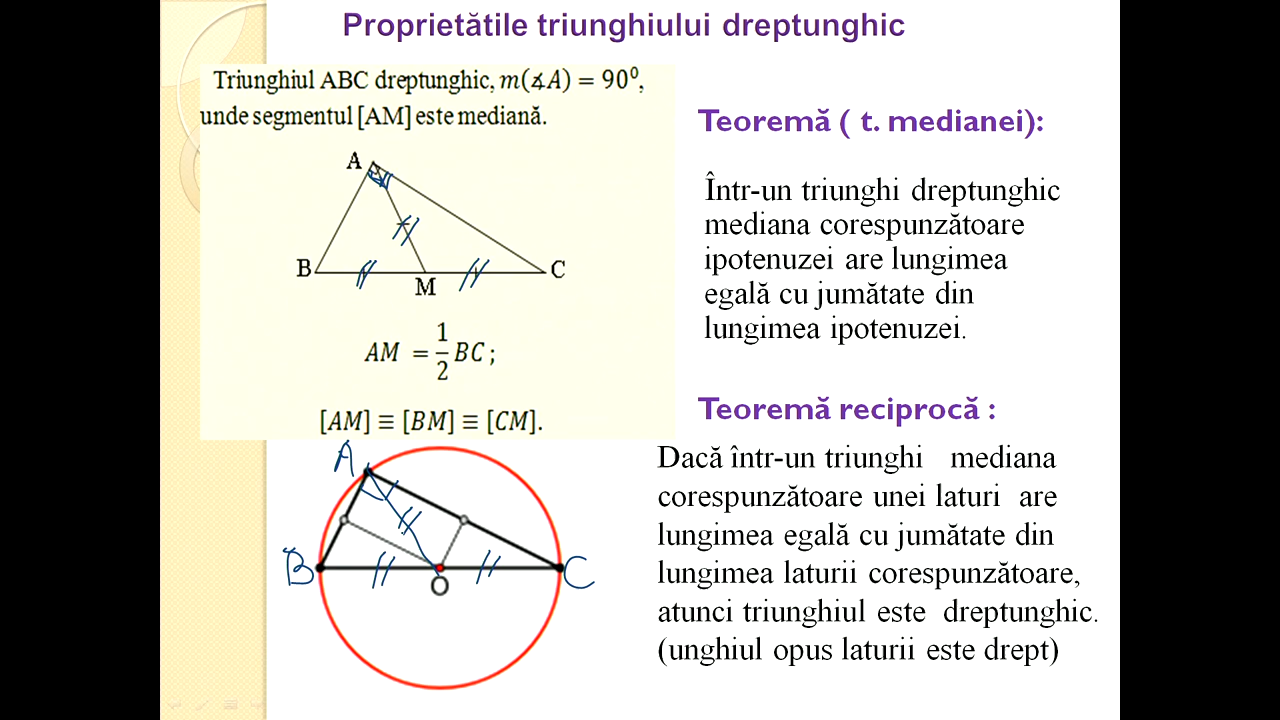 Proprietățile triunghiului dreptunghic
Triunghiul ABC dreptunghic, m(∡A) = 90⁰,
unde segmentul [AM] este mediană.
A
B
M
C
AM = 1/2 BC ;
[AM] ≡ [BM] ≡ [CM].
A
B
O
C
Teoremă ( t. medianei):
Într-un triunghi dreptunghic
mediana corespunzătoare
ipotenuzei are lungimea
egală cu jumătate din
lungimea ipotenuzei.
Teoremă reciprocă :
Dacă într-un triunghi mediana
corespunzătoare unei laturi are
lungimea egală cu jumătate din
lungimea laturii corespunzătoare,
atunci triunghiul este dreptunghic.
(unghiul opus laturii este drept)